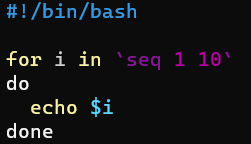 #!/bin/bash

for i in `seq 1 10`
do
  echo $i
done